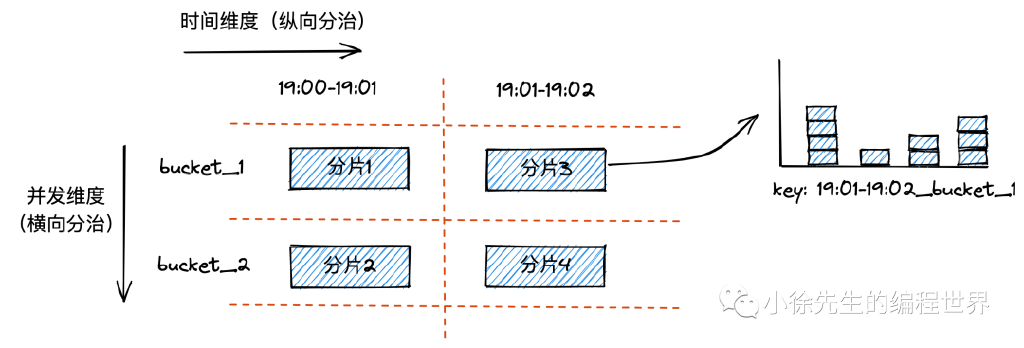 时间维度（纵向分治）
19:00-19:01
19:01-19:02
并发维度
（横向分治）
bucket_1
分片1
分片3
bucket_2
分片2
分片4
key: 19:01-19:02_bucket_1
小徐先生的编程世界